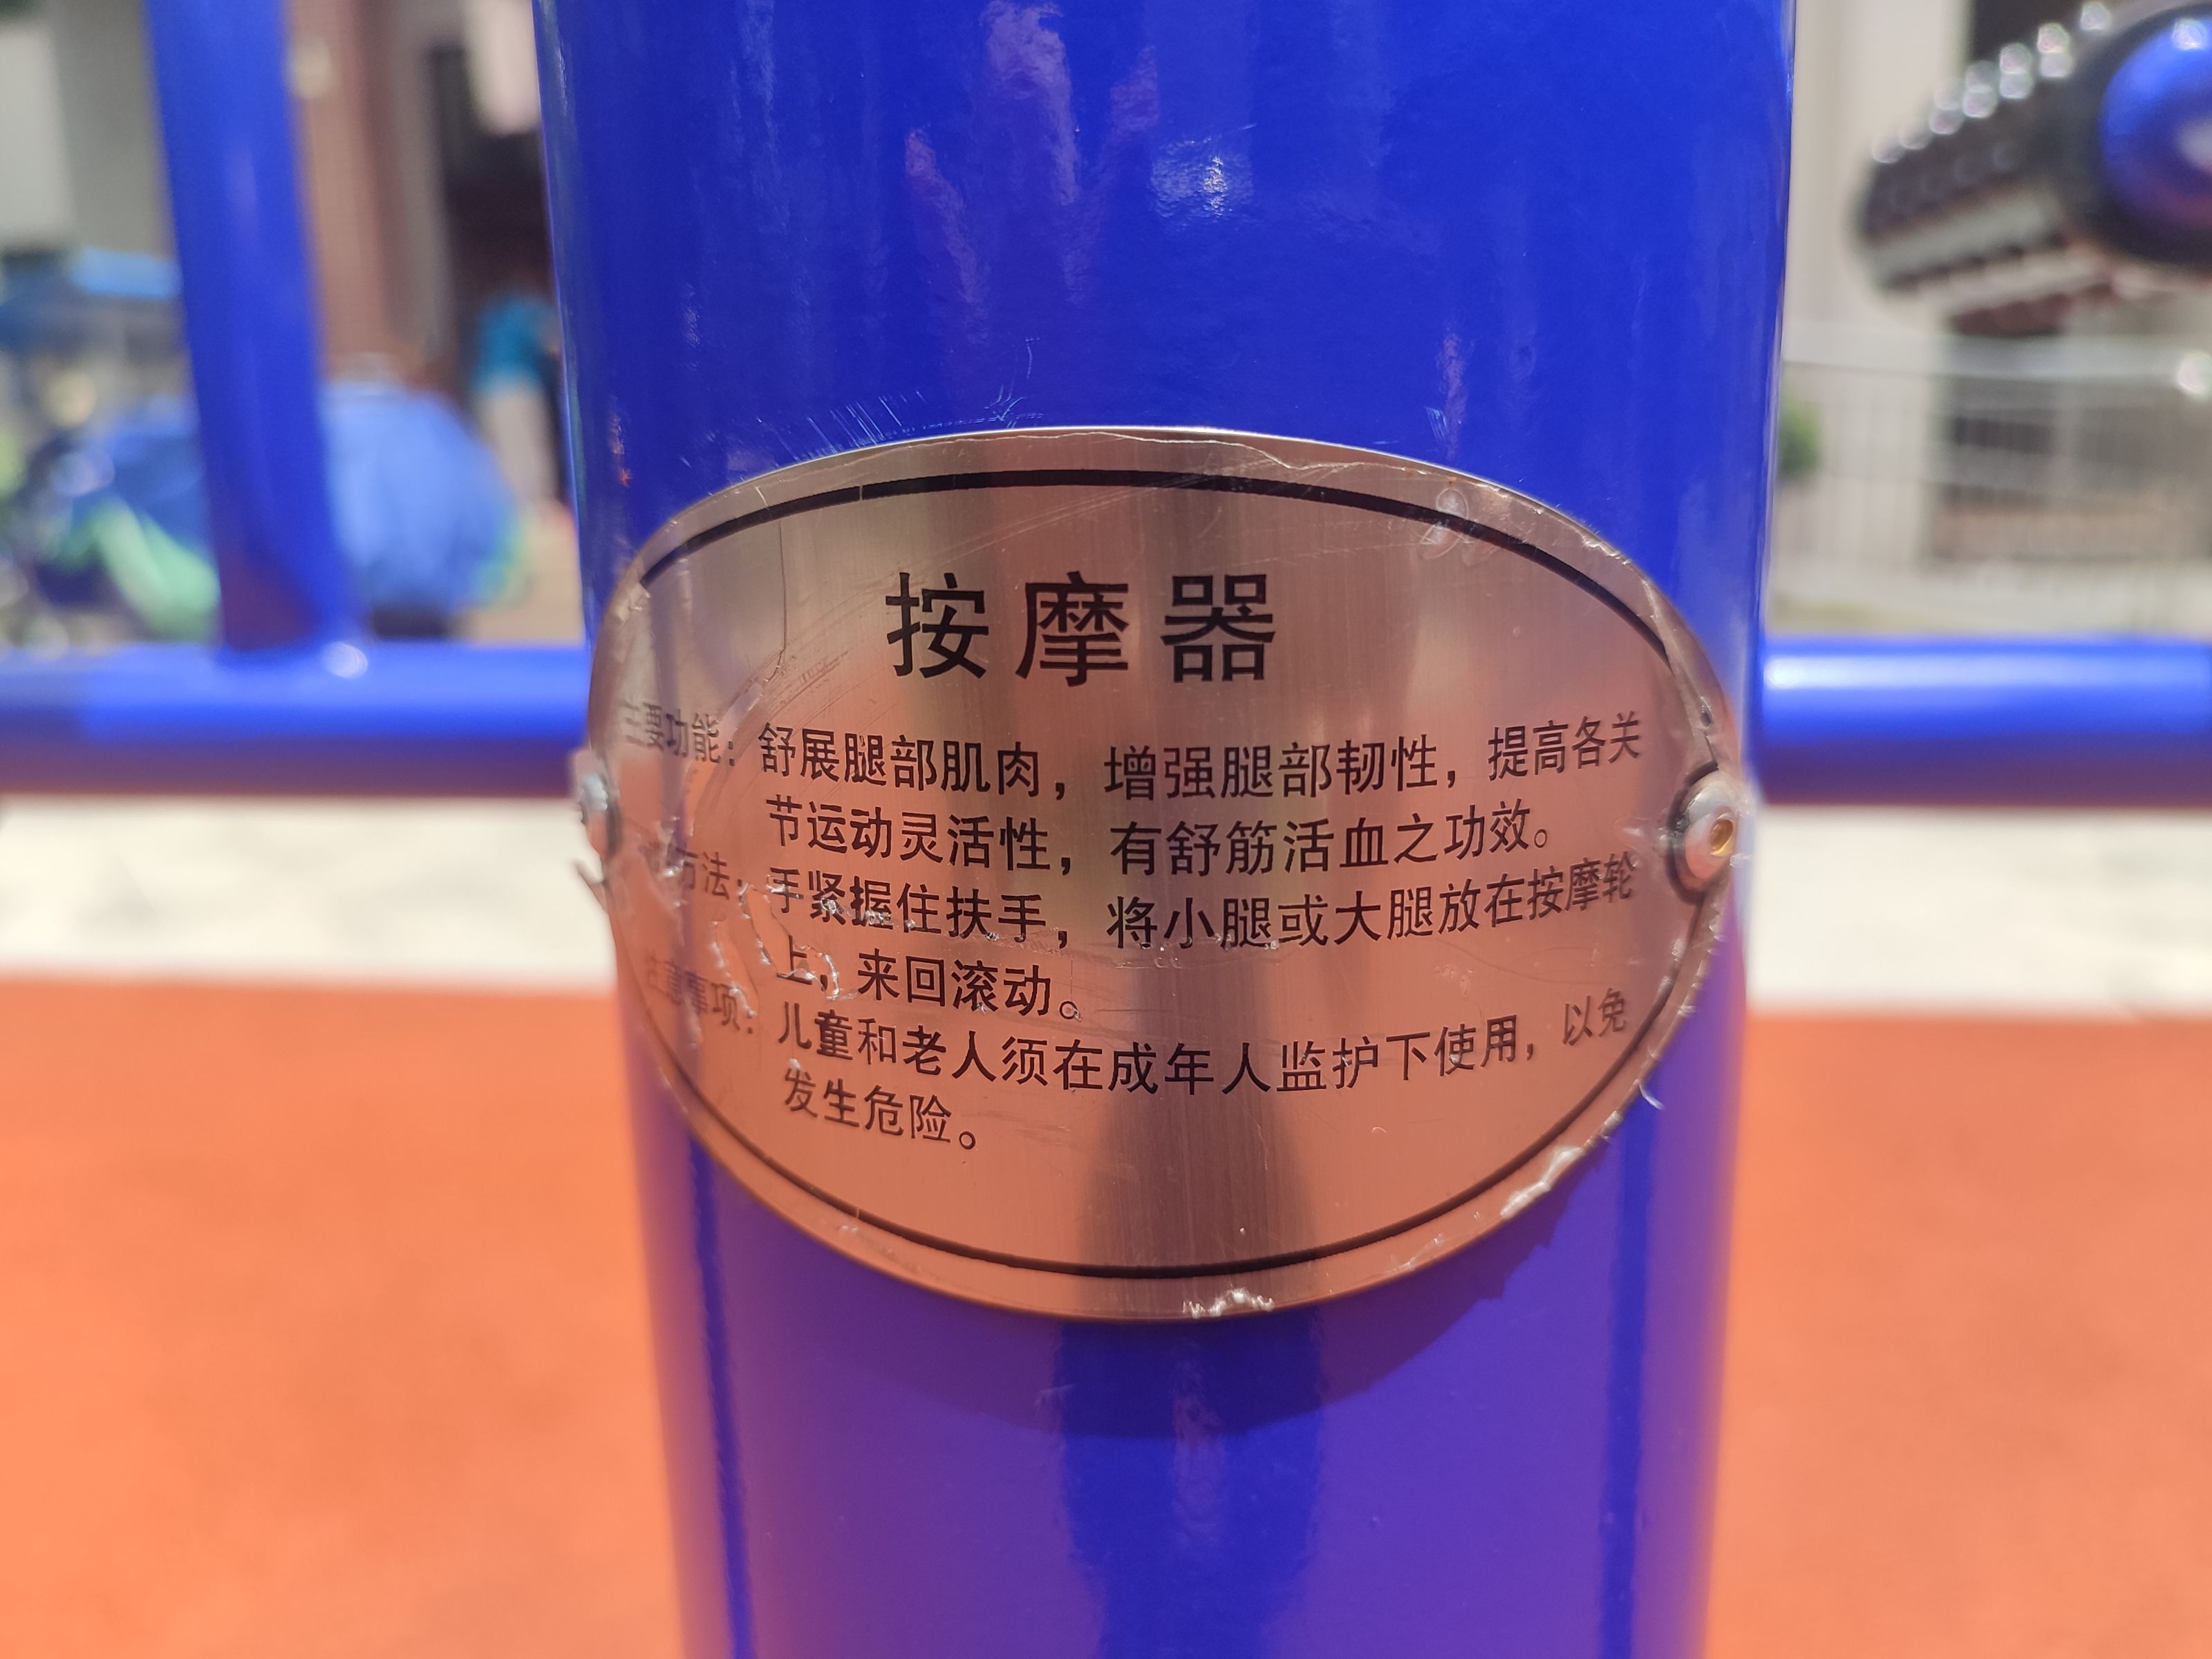 按摩器
主要功能：舒展腿部肌肉，增强腿部韧性，提高各关
节运动灵活性，有舒筋活血之功效。
方法：手紧握住扶手，将小腿或大腿放在按摩轮
上，来回滚动。
注意事项：儿童和老人须在成年人监护下使用，以免
发生危险。